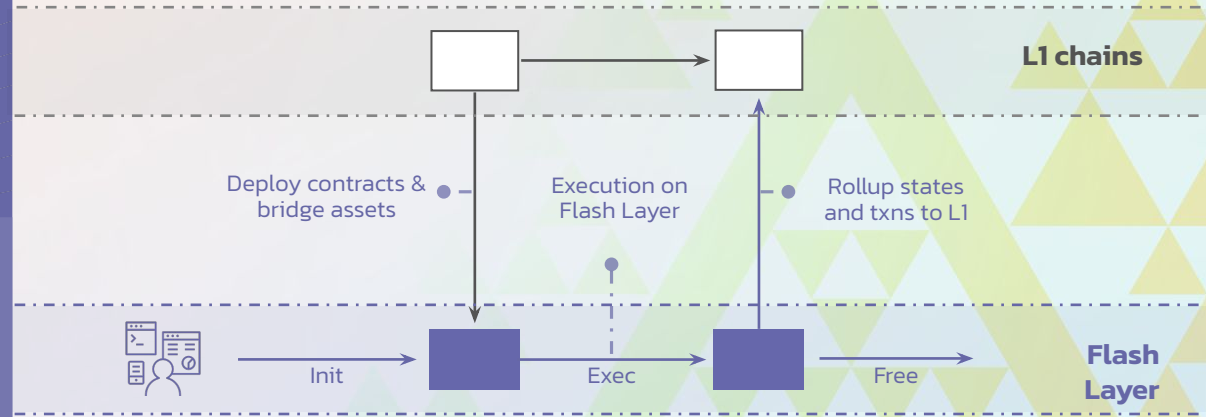 L1 chains
Deploy contracts &
bridge assets
Execution on
Flash Layer
Rollup states
and txns to L1
Init
Exec
Free
Flash
Layer